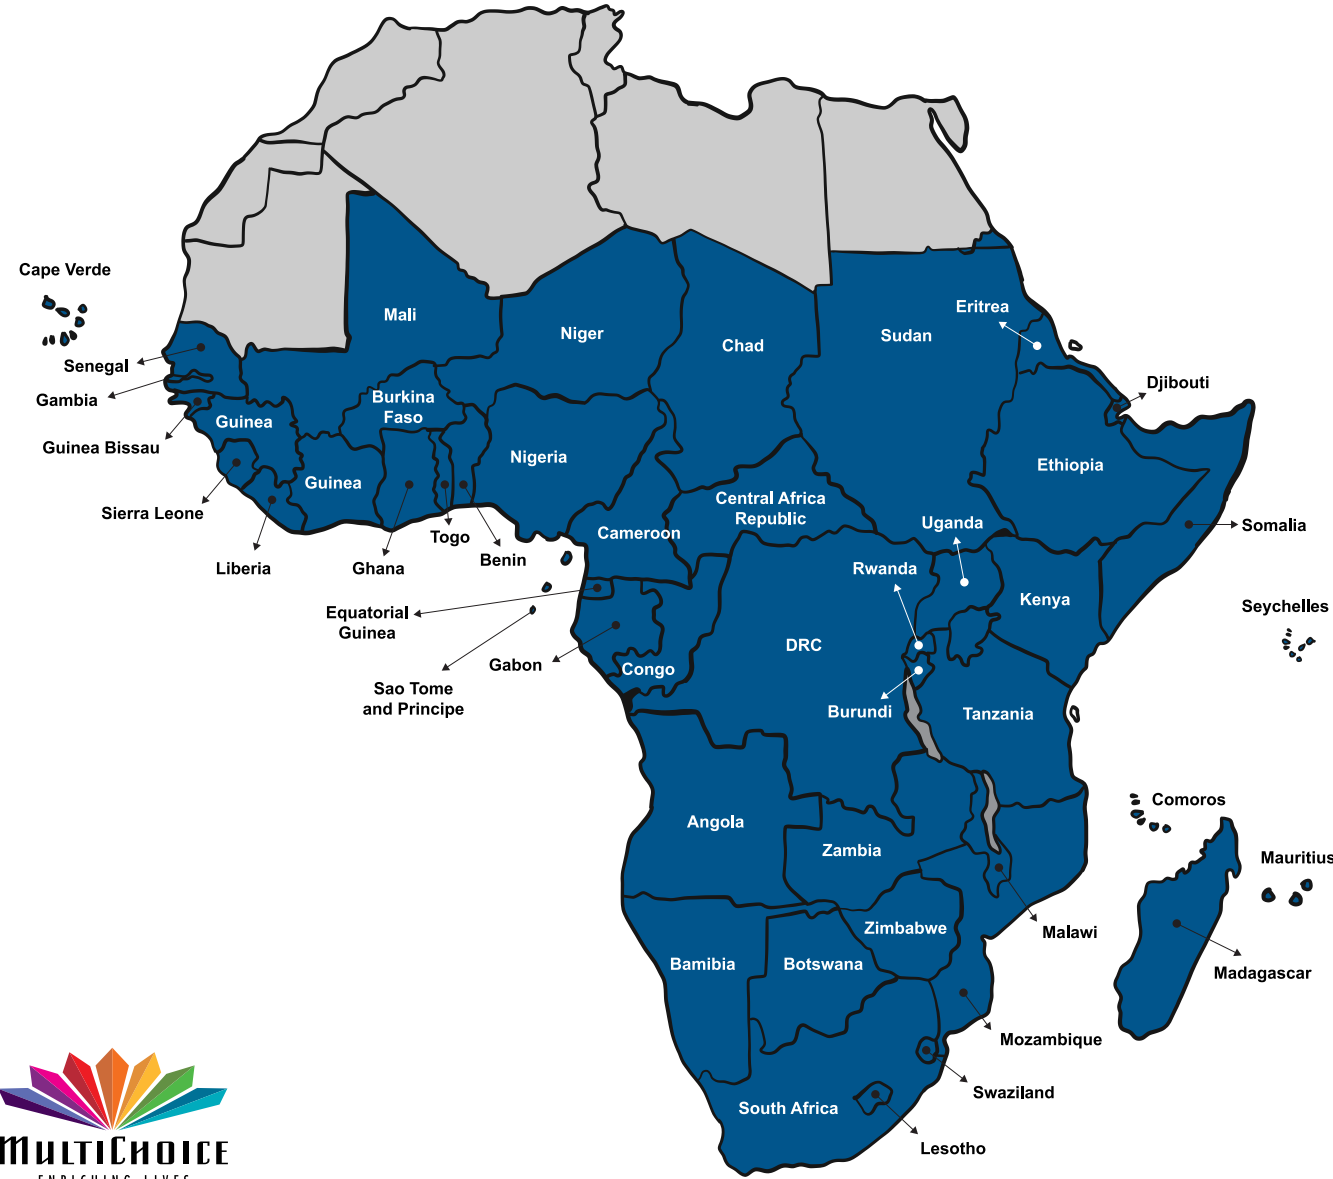 Cape Verde
Mali
Niger
Chad
Sudan
Eritrea
Senegal
Gambia
Guinea Bissau
Burkina
Faso
Guinea
Djibouti
Nigeria
Ethiopia
Guinea
Sierra Leone
Central Africa
Republic
Uganda
Somalia
Togo
Benin
Cameroon
Liberia
Ghana
Rwanda
Kenya
Seychelles
Equatorial
Guinea
Gabon
Congo
DRC
Sao Tome
and Principe
Burundi
Tanzania
Comoros
Angola
Zambia
Mauritius
Malawi
Zimbabwe
Bamibia
Botswana
Madagascar
Mozambique
Swaziland
South Africa
Lesotho
MULTICHOICE
ENRICHING LIVES